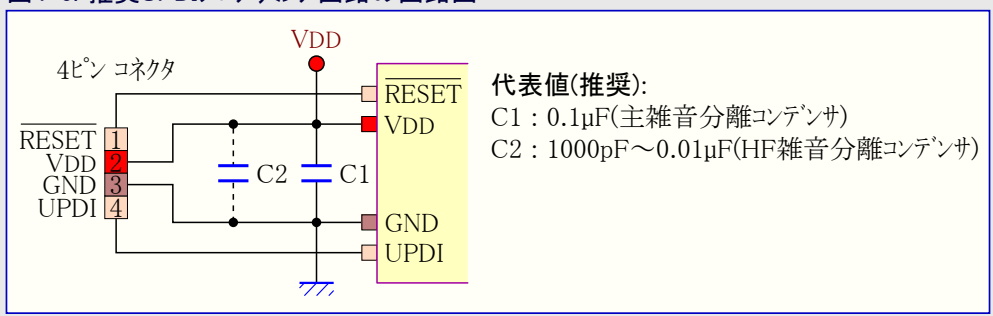 VDD
4ピン コネクタ
RESET
VDD
GND
UPDI
1
2
3
4
C2
C1
RESET
VDD
GND
UPDI
代表値(推奨):
C1 : 0.1µF(主雑音分離コンデンサ)
C2 : 1000pF～0.01µF(HF雑音分離コンデンサ)